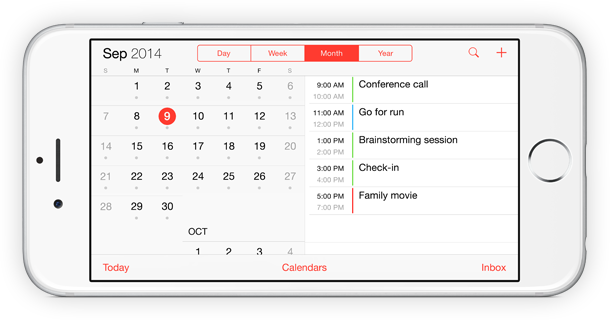 Sep 2014
Day Week Month Year
S M T W T F S
1 2 3 4 5 6
7 8 9 10 11 12 13
14 15 16 17 18 19 20
21 22 23 24 25 26 27
28 29 30
OCT
1 2 3 4
9:00 AM Conference call
10:00 AM
11:00 AM Go for run
12:00 PM
1:00 PM Brainstorming session
2:00 PM
3:00 PM Check-in
4:00 PM
5:00 PM Family movie
7:00 PM
Today Calendars Inbox